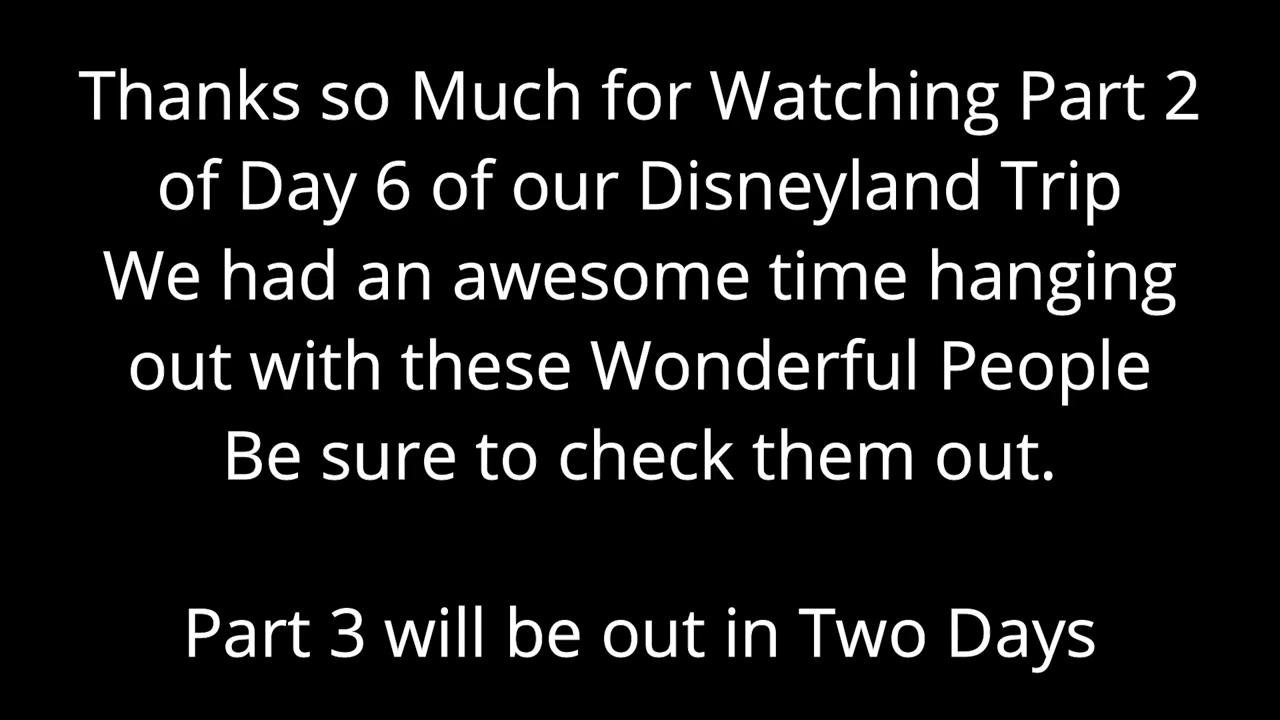 Thanks so Much for Watching Part 2
of Day 6 of our Disneyland Trip
We had an awesome time hanging
out with these Wonderful People
Be sure to check them out.
Part 3 will be out in Two Days